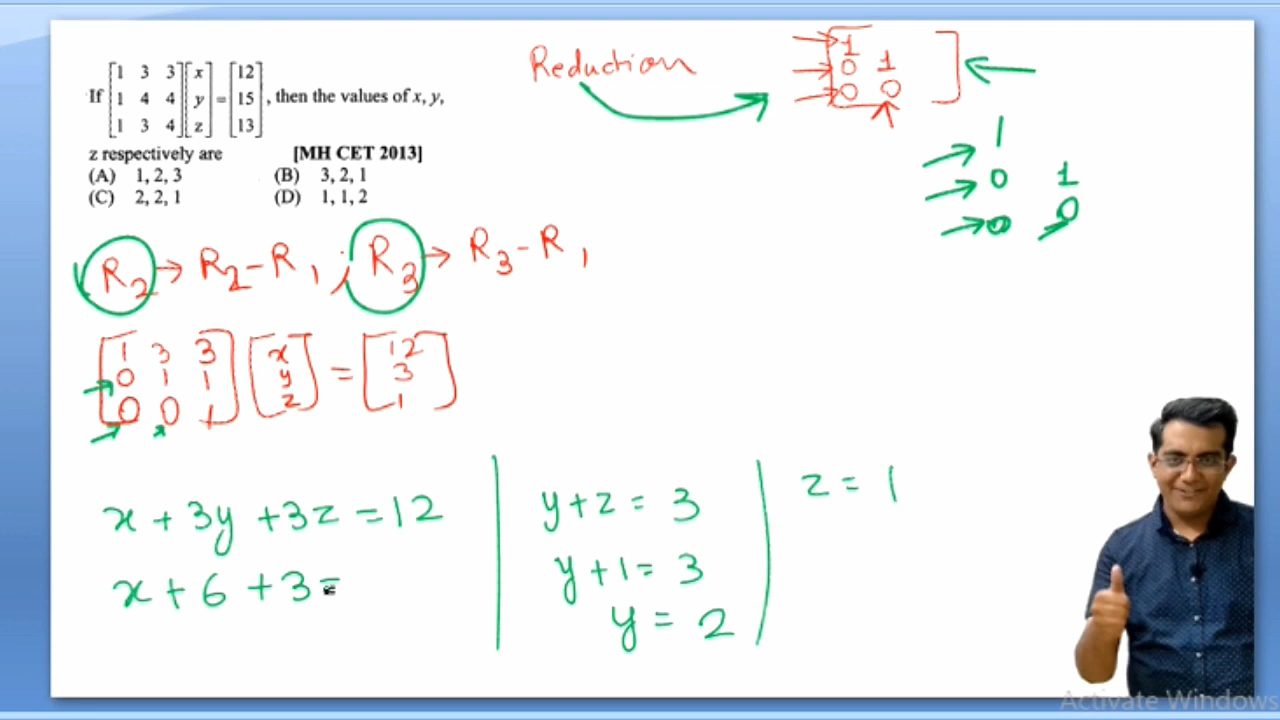 If [1 3 3 [x [12
1 4 4 y = 15
1 3 4] z] 13], then the values of x, y,
z respectively are [MH CET 2013]
(A) 1, 2, 3 (B) 3, 2, 1
(C) 2, 2, 1 (D) 1, 1, 2
Reduction
1
0 1
0 0
1
0 1
0 0
R2 → R2 - R1 ; R3 → R3 - R1
[1 3 3 [x [12
0 1 1 y = 3
0 0 1] z] 1]
x + 3y + 3z = 12
x + 6 + 3 =
y + z = 3
y + 1 = 3
y = 2
z = 1
Activate Windows